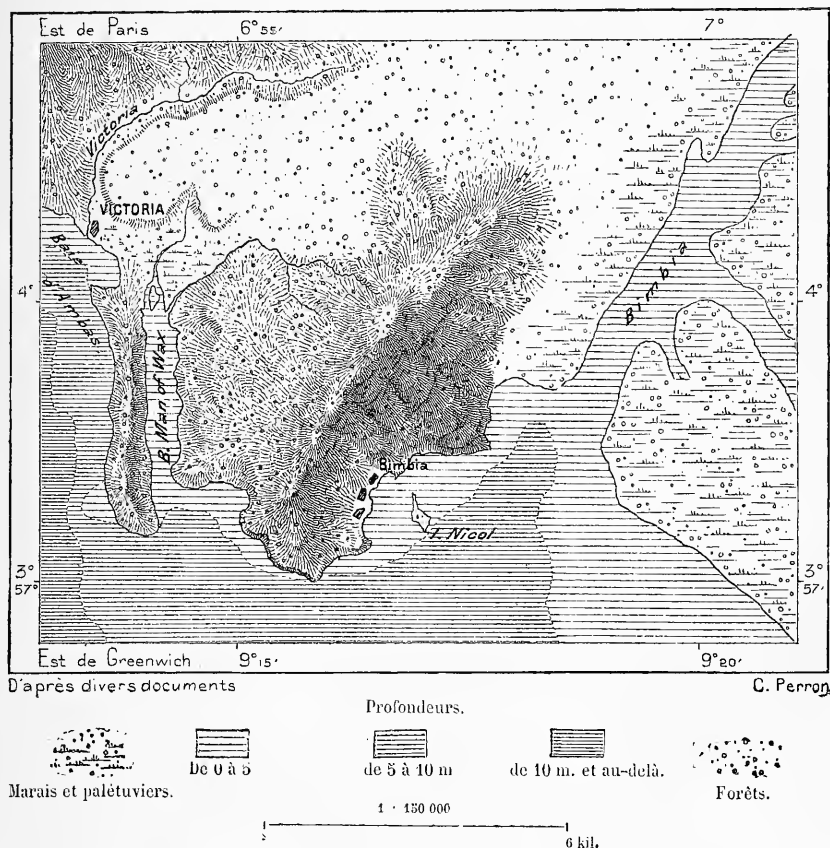 Est de Paris 6° 55′ 7°
Victoria
VICTORIA
Baie d'Ambas
4° 4°
Bimbia
B. Man of Wax
Bimbia
I. Nicol
3° 57° 3° 57′
Est de Greenwich 9° 15′ 9° 20′
D'après divers documents C. Perron
Profondeurs.
Marais et palétuviers. De 0 à 5 de 5 à 10 m de 10 m. et au-delà. Forêts.
1 : 150 000
6 kil.